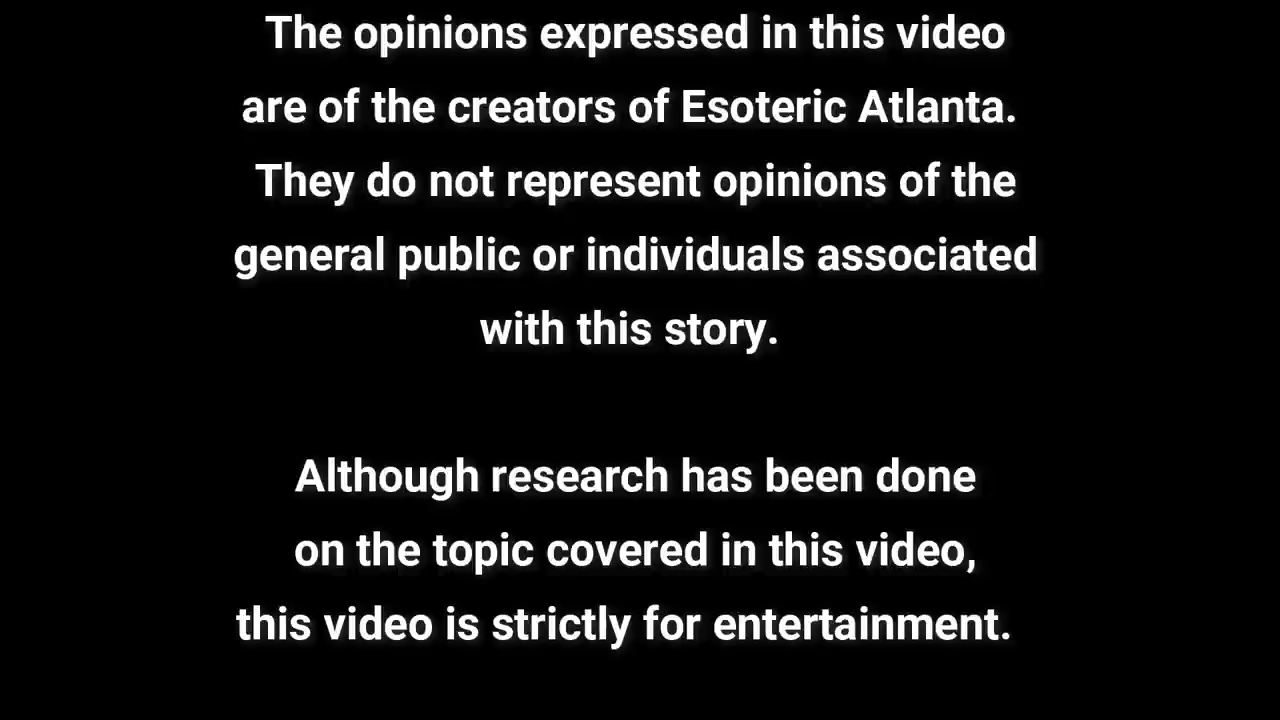 The opinions expressed in this video
are of the creators of Esoteric Atlanta.
They do not represent opinions of the
general public or individuals associated
with this story.
Although research has been done
on the topic covered in this video,
this video is strictly for entertainment.